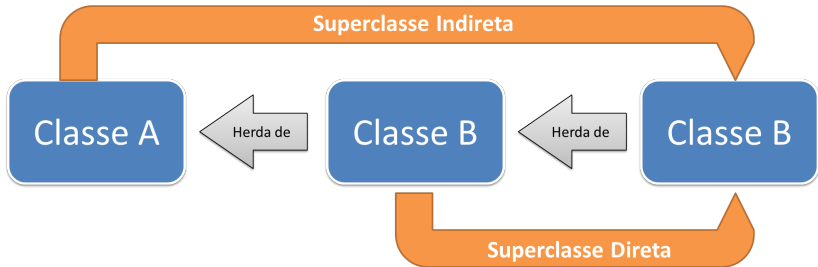 Superclasse Indireta
Classe A
Herda de
Classe B
Herda de
Classe B
Superclasse Direta